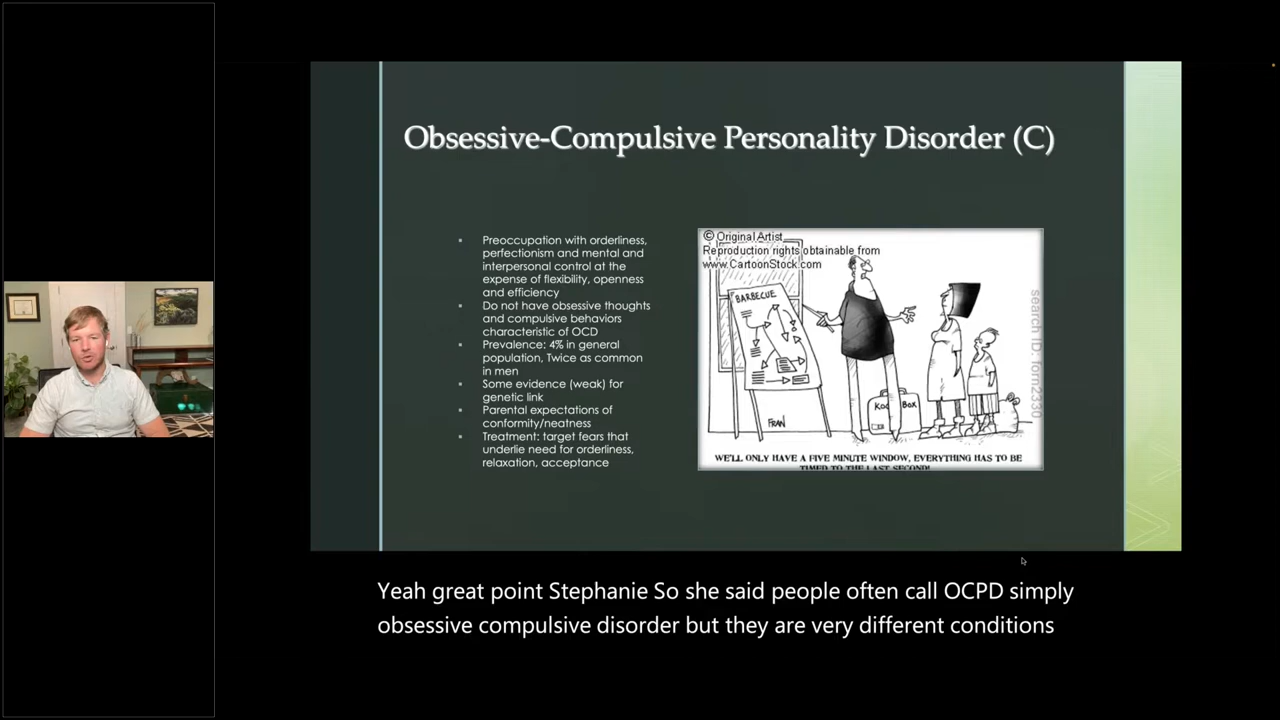 Obsessive-Compulsive Personality Disorder (C)
Preoccupation with orderliness,
perfectionism and mental and
interpersonal control at the
expense of flexibility, openness
and efficiency
Do not have obsessive thoughts
and compulsive behaviors
characteristic of OCD
Prevalence: 4% in general
population, Twice as common
in men
Some evidence (weak) for
genetic link
Parental expectations of
conformity/neatness
Treatment: target fears that
underlie need for orderliness,
relaxation, acceptance
© Original Artist
Reproduction rights obtainable from
www.CartoonStock.com
BARBECUE
FRAN
Box
search ID: forn2330
WE'LL ONLY HAVE A FIVE MINUTE WINDOW, EVERYTHING HAS TO BE
TIMED TO THE LAST SECOND!
Yeah great point Stephanie So she said people often call OCPD simply
obsessive compulsive disorder but they are very different conditions